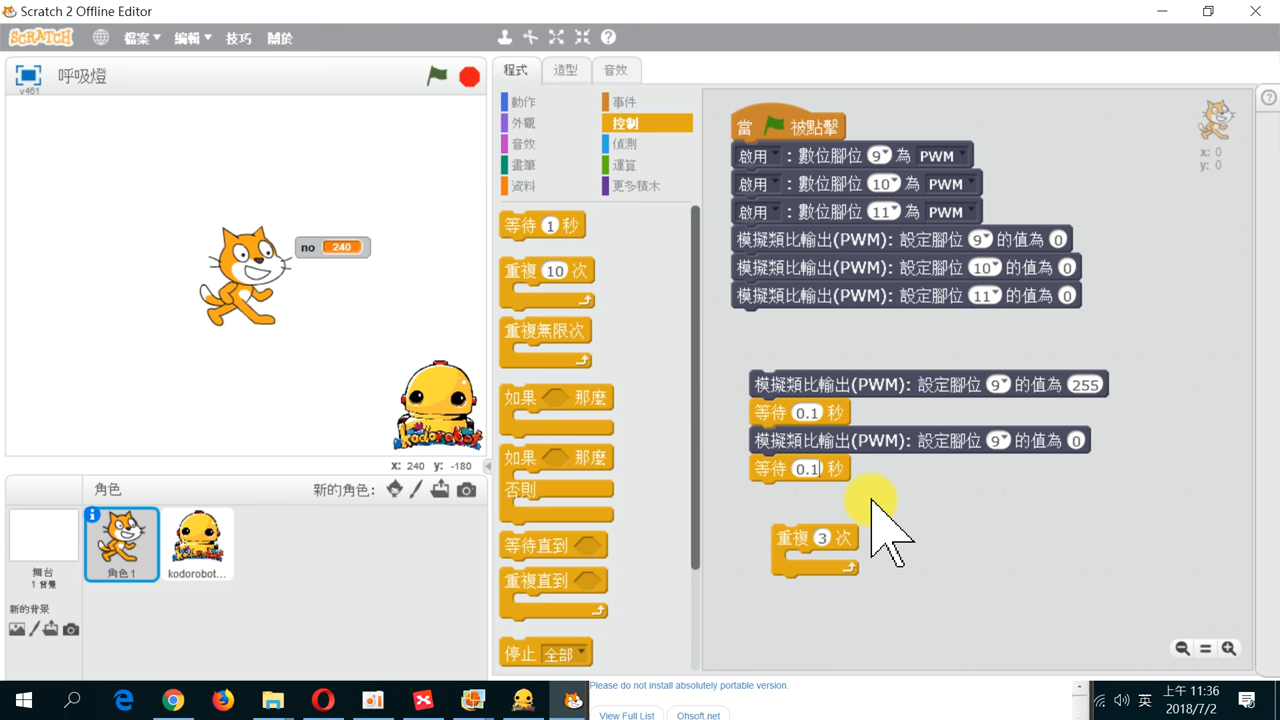 Scratch 2 Offline Editor
SCRATCH 檔案 編輯 技巧 關於
v461 呼吸燈
no 240
kodorobot
x: 240 y: -180
角色 新的角色:
舞台
1 背景
新的背景
角色1
kodorobot...
程式 造型 音效
動作 事件
外觀 控制
音效 偵測
畫筆 運算
資料 更多積木
等待 1 秒
重複 10 次
重複無限次
如果 那麼
如果 那麼
否則
等待直到
重複直到
停止 全部
當 被點擊
啟用 : 數位腳位 9 為 PWM
啟用 : 數位腳位 10 為 PWM
啟用 : 數位腳位 11 為 PWM
模擬類比輸出(PWM): 設定腳位 9 的值為 0
模擬類比輸出(PWM): 設定腳位 10 的值為 0
模擬類比輸出(PWM): 設定腳位 11 的值為 0
模擬類比輸出(PWM): 設定腳位 9 的值為 255
等待 0.1 秒
模擬類比輸出(PWM): 設定腳位 9 的值為 0
等待 0.1 秒
重複 3 次
x: 0
y: 0
Please do not install absolutely portable version.
View Full List Ohsoft.net
英
上午 11:36
2018/7/2